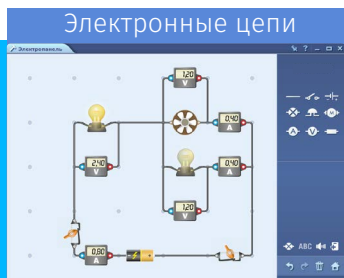 Электронные цепи
Электропанель
1,20
V
0,40
A
2,40
V
0,40
A
1,20
V
0,80
A
A
V
M
ABC